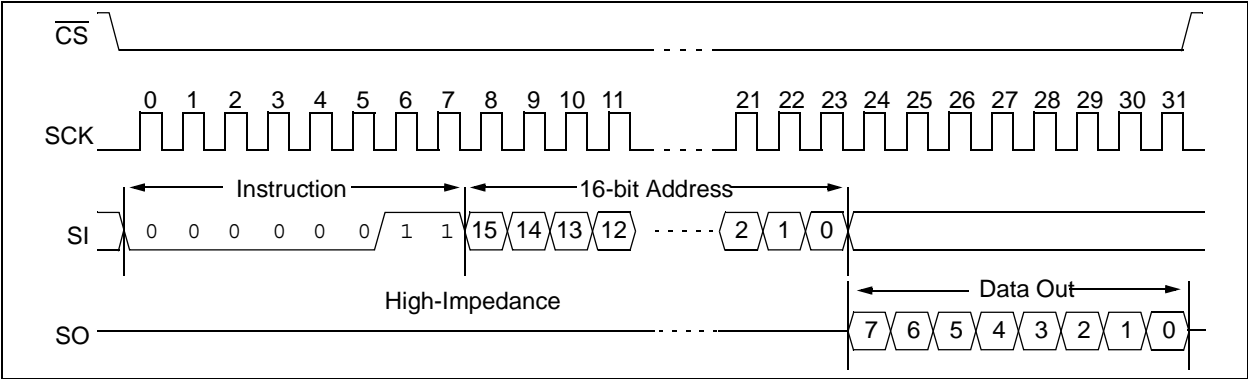 CS
0 1 2 3 4 5 6 7 8 9 10 11 21 22 23 24 25 26 27 28 29 30 31
SCK
Instruction 16-bit Address
SI 0 0 0 0 0 0 1 1 15 14 13 12 2 1 0
High-Impedance Data Out
SO 7 6 5 4 3 2 1 0